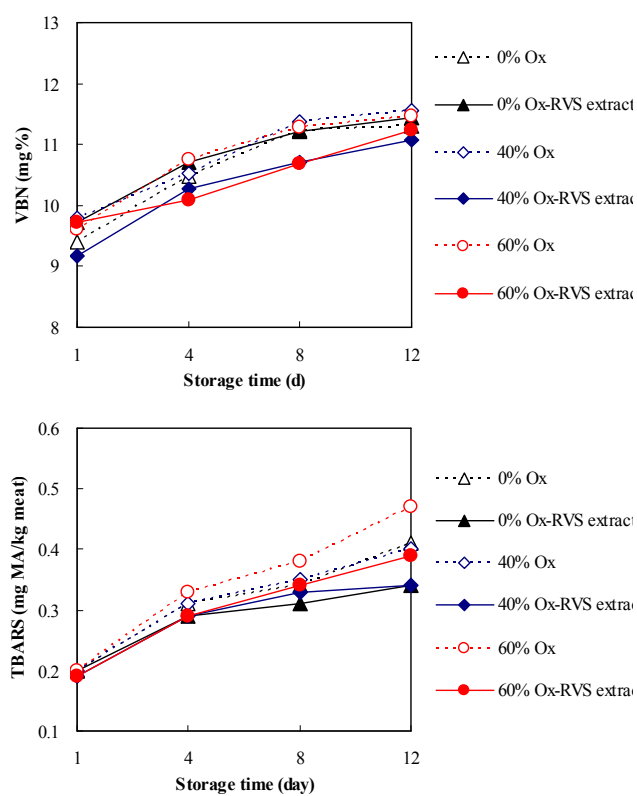 13
12
11
10
9
8
VBN (mg%)
1
4
8
12
Storage time (d)
0% Ox
0% Ox-RVS extract
40% Ox
40% Ox-RVS extrac
60% Ox
60% Ox-RVS extrac
0.6
0.5
0.4
0.3
0.2
0.1
TBARS (mg MA/kg meat)
1
4
8
12
Storage time (day)
0% Ox
0% Ox-RVS extract
40% Ox
40% Ox-RVS extrac
60% Ox
60% Ox-RVS extrac